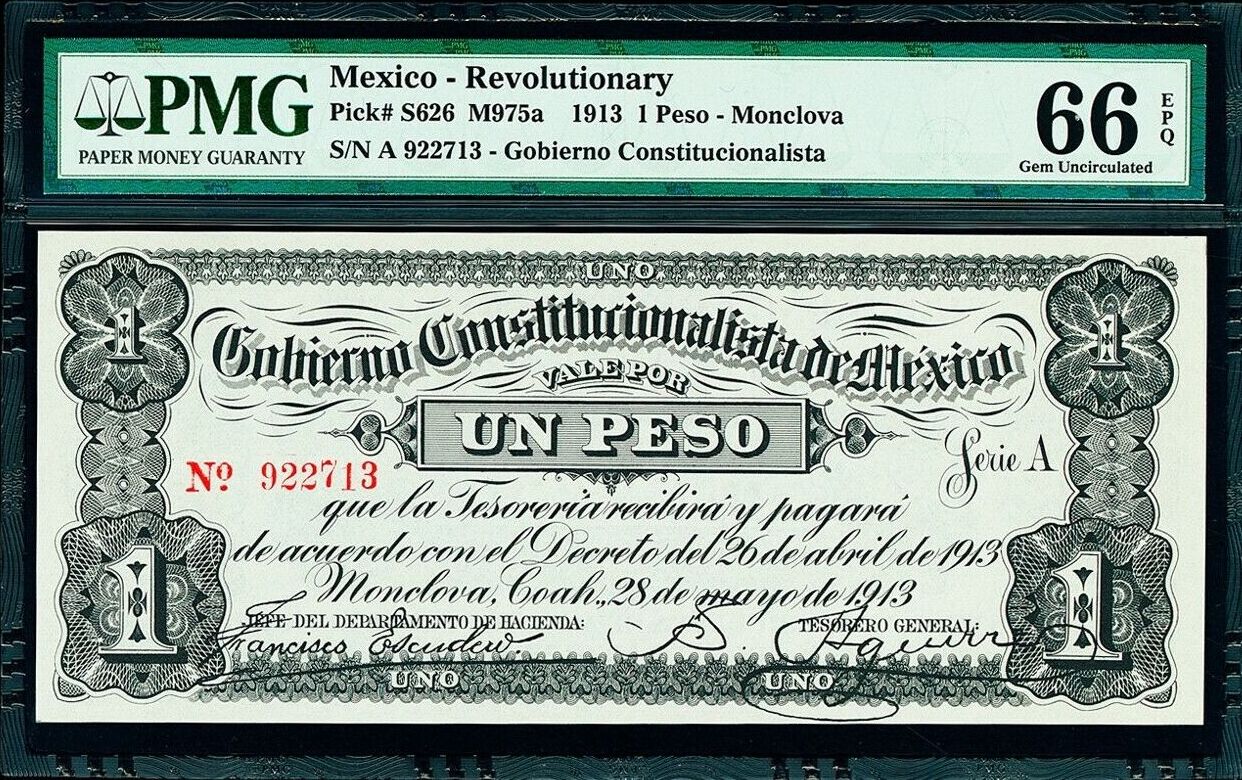 PMG
PAPER MONEY GUARANTY
Mexico - Revolutionary
Pick# S626 M975a 1913 1 Peso - Monclova
S/N A 922713 - Gobierno Constitucionalista
66
EPQ
Gem Uncirculated
UNO
1
1
Gobierno Constitucionalista de México
VALE POR
UN PESO
Serie A
Nº 922713
que la Tesorería recibirá y pagará
de acuerdo con el Decreto del 26 de abril de 1913
Monclova, Coah., 28 de mayo de 1913
1
1
JEFE DEL DEPARTAMENTO DE HACIENDA:
TESORERO GENERAL:
Francisco Escudero.
S. Aguirre
UNO
UNO